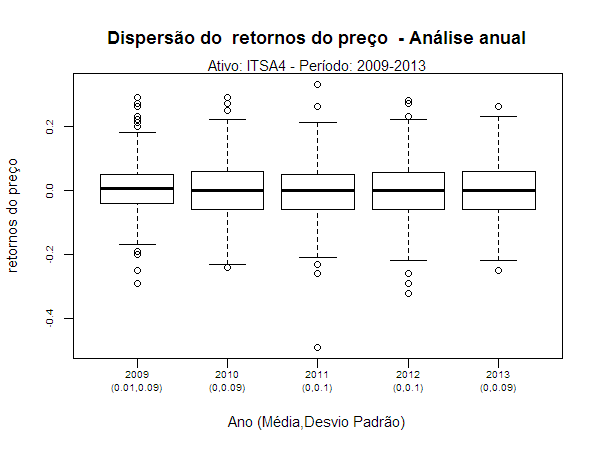 Dispersão do  retornos do preço  - Análise anual
Ativo: ITSA4 - Período: 2009-2013
retornos do preço
0.2
0.0
-0.2
-0.4
2009 2010 2011 2012 2013
(0.01,0.09) (0,0.09) (0,0.1) (0,0.1) (0,0.09)
Ano (Média,Desvio Padrão)